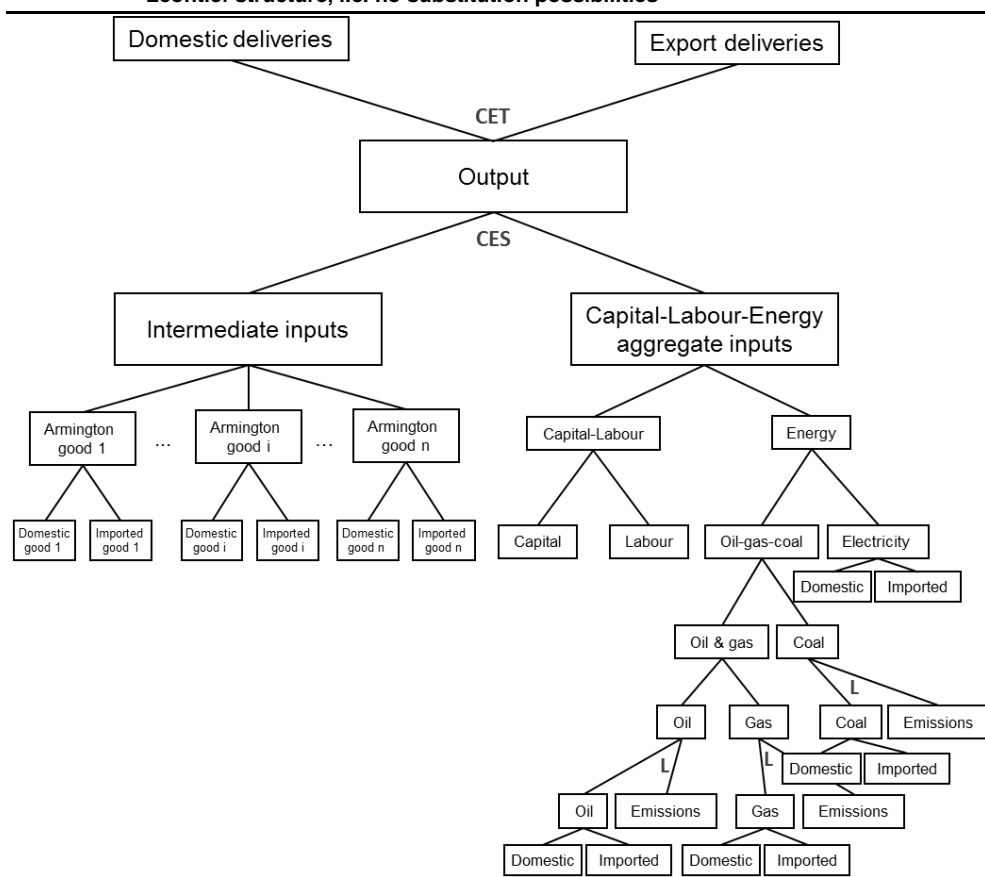 Leontief structure, i.e. no substitution possibilities
Domestic deliveries
Export deliveries
CET
Output
CES
Intermediate inputs
Capital-Labour-Energy
aggregate inputs
Armington
good 1
...
Armington
good i
...
Armington
good n
Capital-Labour
Energy
Domestic
good 1
Imported
good 1
Domestic
good i
Imported
good i
Domestic
good n
Imported
good n
Capital
Labour
Oil-gas-coal
Electricity
Domestic
Imported
Oil & gas
Coal
L
Oil
Gas
Coal
Emissions
L
L
Domestic
Imported
Oil
Emissions
Gas
Emissions
Domestic
Imported
Domestic
Imported